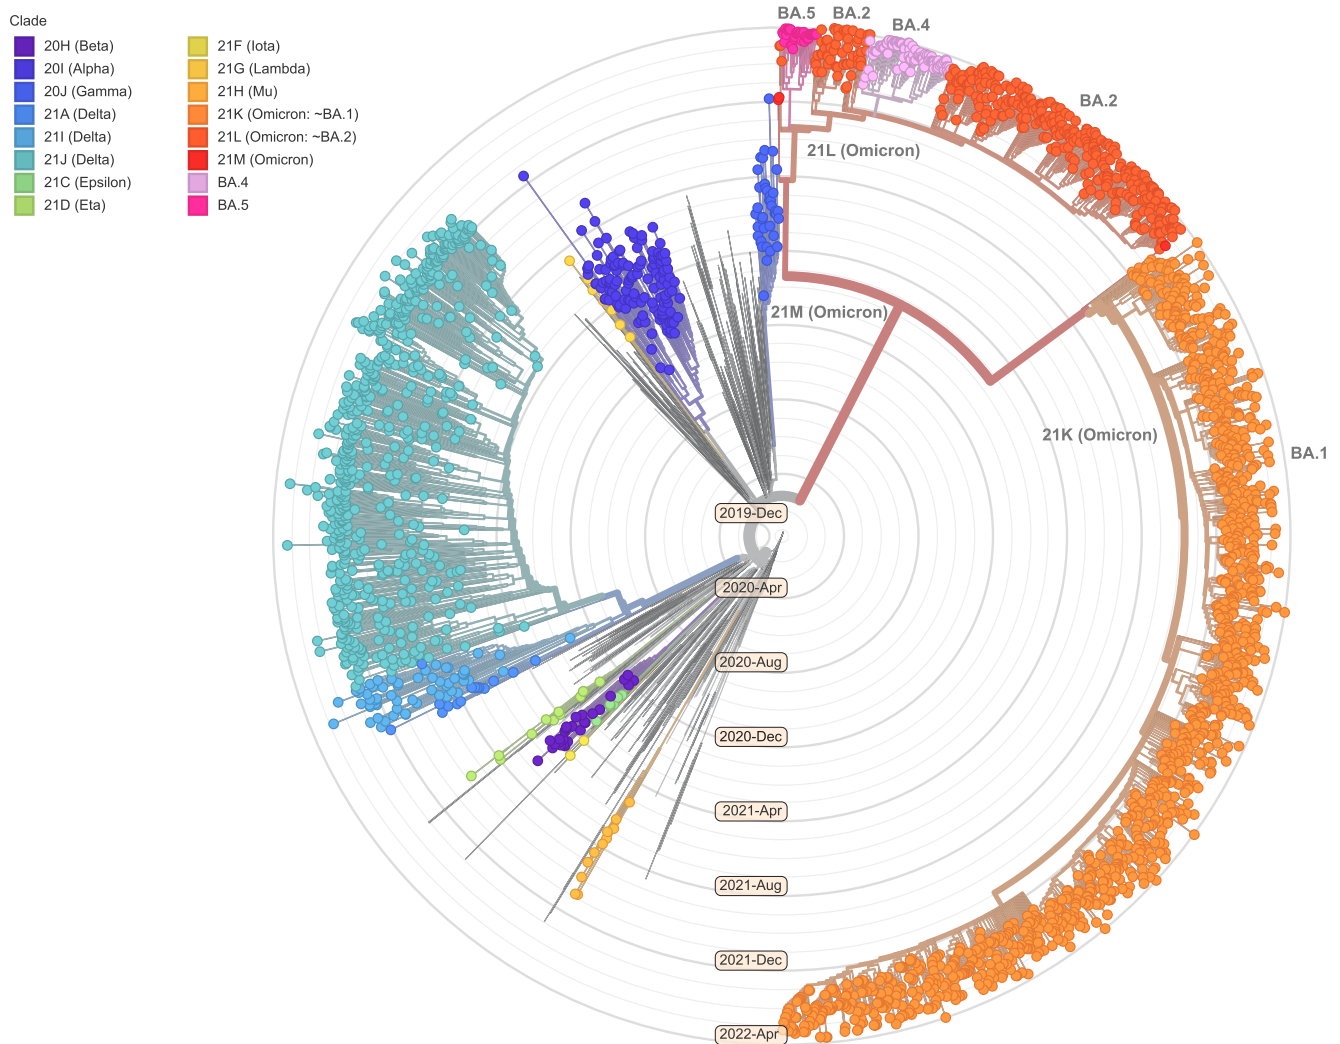 Clade
20H (Beta)
20I (Alpha)
20J (Gamma)
21A (Delta)
21I (Delta)
21J (Delta)
21C (Epsilon)
21D (Eta)
21F (Iota)
21G (Lambda)
21H (Mu)
21K (Omicron: ~BA.1)
21L (Omicron: ~BA.2)
21M (Omicron)
BA.4
BA.5
BA.5
BA.2
BA.4
BA.2
21L (Omicron)
21M (Omicron)
21K (Omicron)
BA.1
2019-Dec
2020-Apr
2020-Aug
2020-Dec
2021-Apr
2021-Aug
2021-Dec
2022-Apr